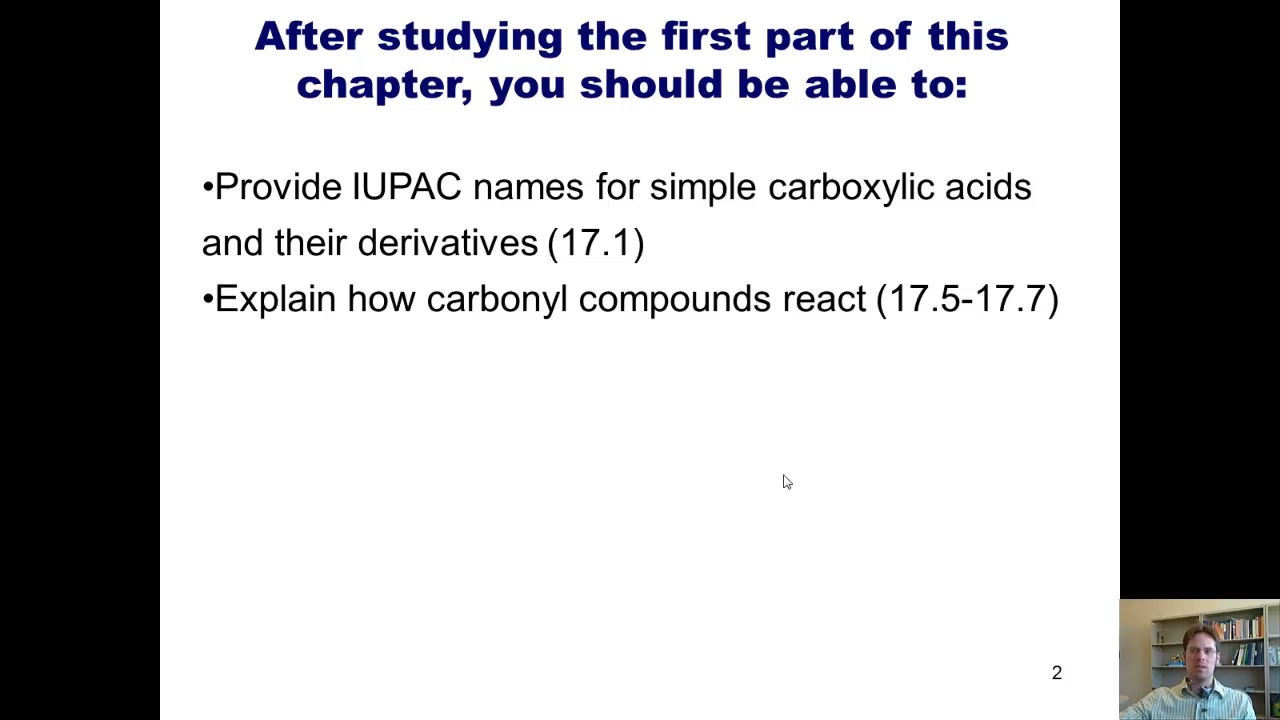 After studying the first part of this
chapter, you should be able to:
•Provide IUPAC names for simple carboxylic acids
and their derivatives (17.1)
•Explain how carbonyl compounds react (17.5-17.7)
2